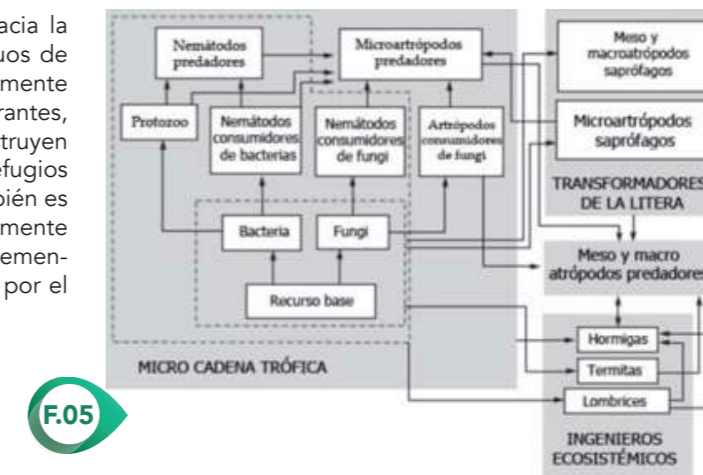 acia la
uos de
mente
rantes,
struyen
efugios
bién es
mente
emen-
por el
F.05
Nemátodos
predadores
Microartrópodos
predadores
Protozoo
Nemátodos
consumidores
de bacterias
Nemátodos
consumidores
de fungi
Artrópodos
consumidores
de fungi
Bacteria
Fungi
Recurso base
MICRO CADENA TRÓFICA
Meso y
macroatrópodos
saprófagos
Microartrópodos
saprófagos
TRANSFORMADORES
DE LA LITERA
Meso y macro
atrópodos predadores
Hormigas
Termitas
Lombrices
INGENIEROS
ECOSISTÉMICOS